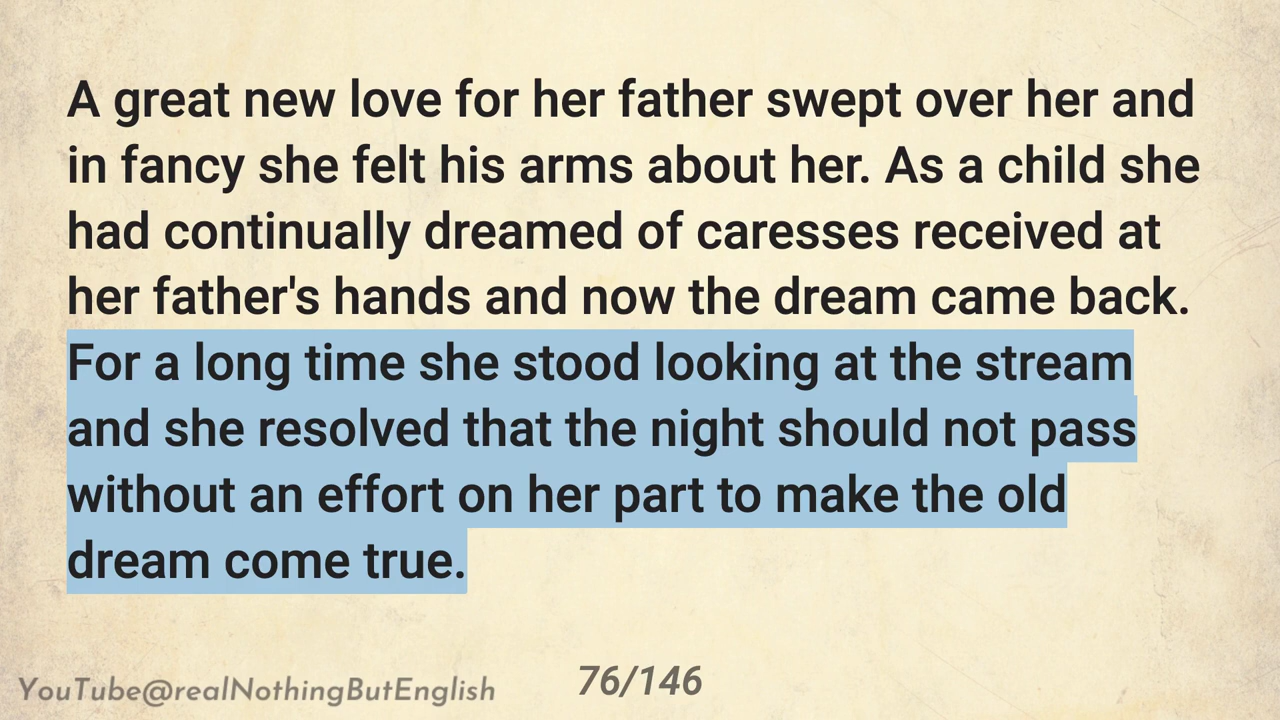 A great new love for her father swept over her and
in fancy she felt his arms about her. As a child she
had continually dreamed of caresses received at
her father's hands and now the dream came back.
For a long time she stood looking at the stream
and she resolved that the night should not pass
without an effort on her part to make the old
dream come true.
YouTube@realNothingButEnglish
76/146